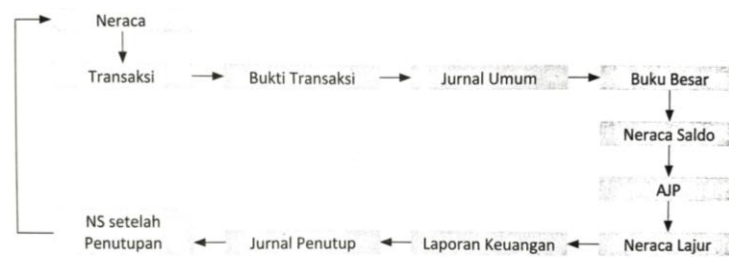 Neraca
Transaksi
Bukti Transaksi
Jurnal Umum
Buku Besar
Neraca Saldo
AJP
Neraca Lajur
Laporan Keuangan
Jurnal Penutup
NS setelah
Penutupan